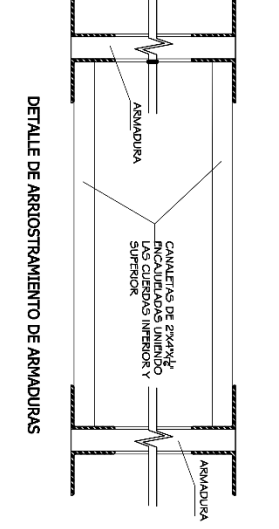 ARMADURA
CANALETAS DE 2"X4"X1/8"
ENCAJUELADAS UNIENDO
LAS CUERDAS INFERIOR Y
SUPERIOR
ARMADURA
DETALLE DE ARRIOSTRAMIENTO DE ARMADURAS